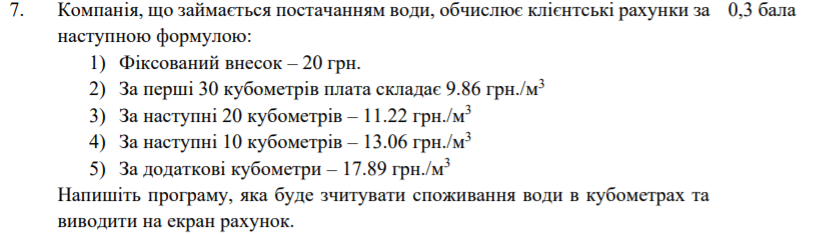 7. Компанія, що займається постачанням води, обчислює клієнтські рахунки за 0,3 бала
наступною формулою:
1) Фіксований внесок – 20 грн.
2) За перші 30 кубометрів плата складає 9.86 грн./м³
3) За наступні 20 кубометрів – 11.22 грн./м³
4) За наступні 10 кубометрів – 13.06 грн./м³
5) За додаткові кубометри – 17.89 грн./м³
Напишіть програму, яка буде зчитувати споживання води в кубометрах та
виводити на екран рахунок.